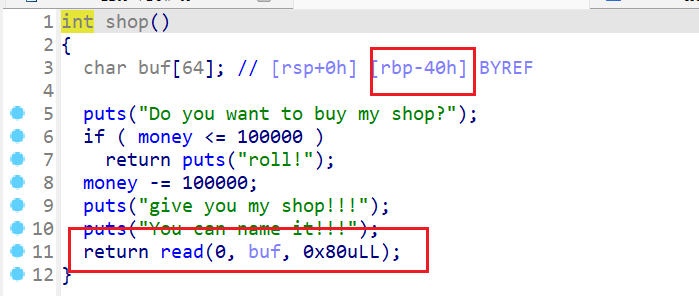 1 int shop()
2 {
3 char buf[64]; // [rsp+0h] [rbp-40h] BYREF
4
5 puts("Do you want to buy my shop?");
6 if ( money <= 100000 )
7 return puts("roll!");
8 money -= 100000;
9 puts("give you my shop!!!");
10 puts("You can name it!!!");
11 return read(0, buf, 0x80uLL);
12 }